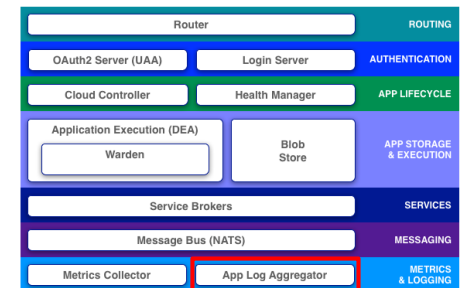 Router
ROUTING
OAuth2 Server (UAA)
Login Server
AUTHENTICATION
Cloud Controller
Health Manager
APP LIFECYCLE
Application Execution (DEA)
Warden
Blob
Store
APP STORAGE
& EXECUTION
Service Brokers
SERVICES
Message Bus (NATS)
MESSAGING
Metrics Collector
App Log Aggregator
METRICS
& LOGGING